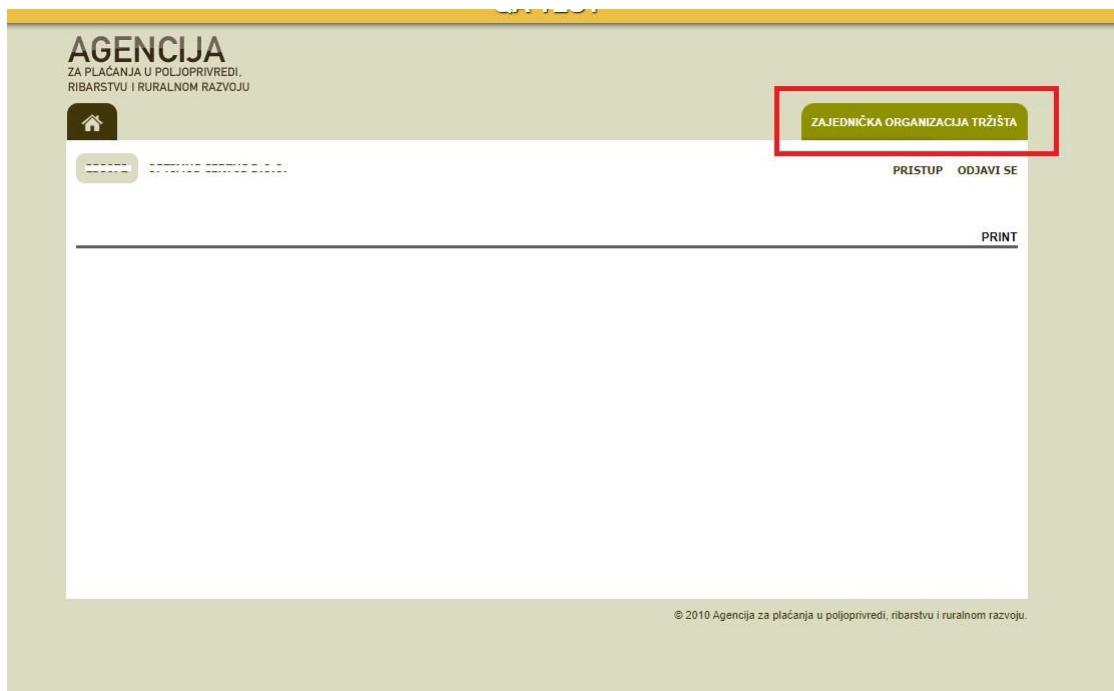 AGENCIJA
ZA PLAĆANJA U POLJOPRIVREDI,
RIBARSTVU I RURALNOM RAZVOJU
ZAJEDNIČKA ORGANIZACIJA TRŽIŠTA
PRISTUP ODJAVI SE
PRINT
© 2010 Agencija za plaćanja u poljoprivredi, ribarstvu i ruralnom razvoju.